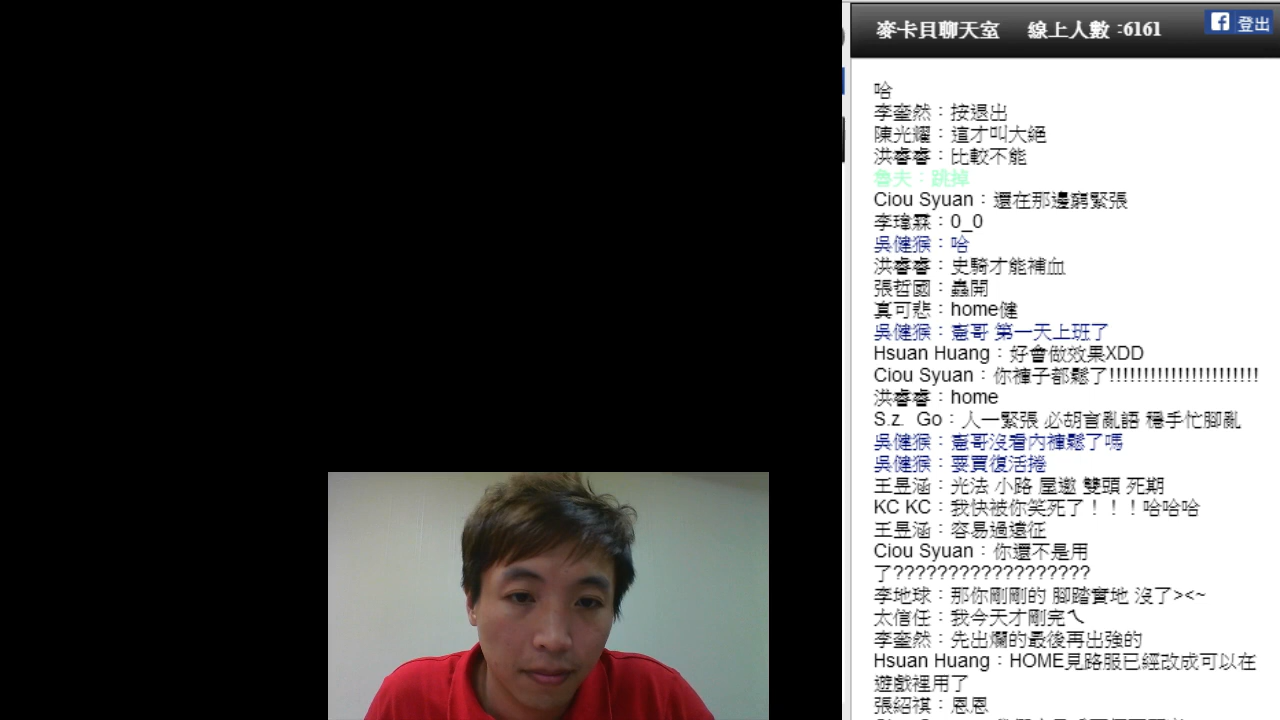 麥卡貝聊天室 線上人數 :6161
登出
哈
李奎然：按退出
陳光耀：這才叫大絕
洪睿睿：比較不能
魯夫：跳掉
Ciou Syuan：還在那邊窮緊張
李瑋霖：0_0
吳健猴：哈
洪睿睿：史騎才能補血
張哲國：蟲開
真可悲：home健
吳健猴：憲哥 第一天上班了
Hsuan Huang：好會做效果XDD
Ciou Syuan：你褲子都鬆了!!!!!!!!!!!!!!!!!!!!!!
洪睿睿：home
S.z. Go：人一緊張 必胡言亂語 穩手忙腳亂
吳健猴：憲哥沒看內褲鬆了嗎
吳健猴：要買復活捲
王昱涵：光法 小路 屋邀 雙頭 死期
KC KC：我快被你笑死了！！！哈哈哈
王昱涵：容易過遠征
Ciou Syuan：你還不是用
了??????????????????
李地球：那你剛剛的 腳踏實地 沒了><~
太信任：我今天才剛完ㄟ
李奎然：先出爛的最後再出強的
Hsuan Huang：HOME見路服已經改成可以在
遊戲裡用了
張紹祺：恩恩